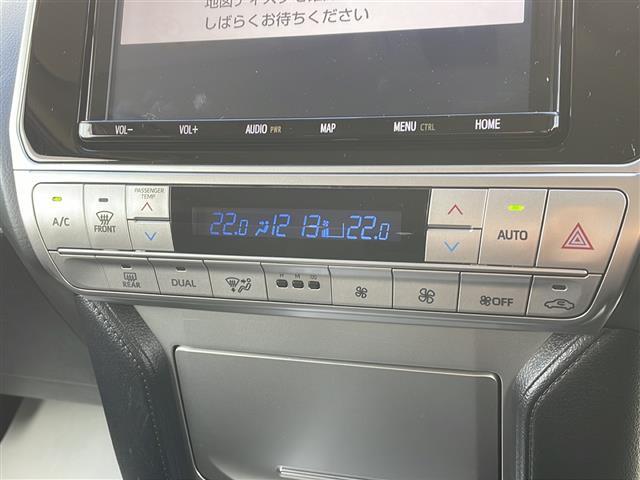 しばらくお待ちください
VOL- VOL+ AUDIO PWR MAP MENU CTRL HOME
A/C FRONT PASSENGER TEMP 22.0 12 13 22.0 AUTO
REAR DUAL OFF